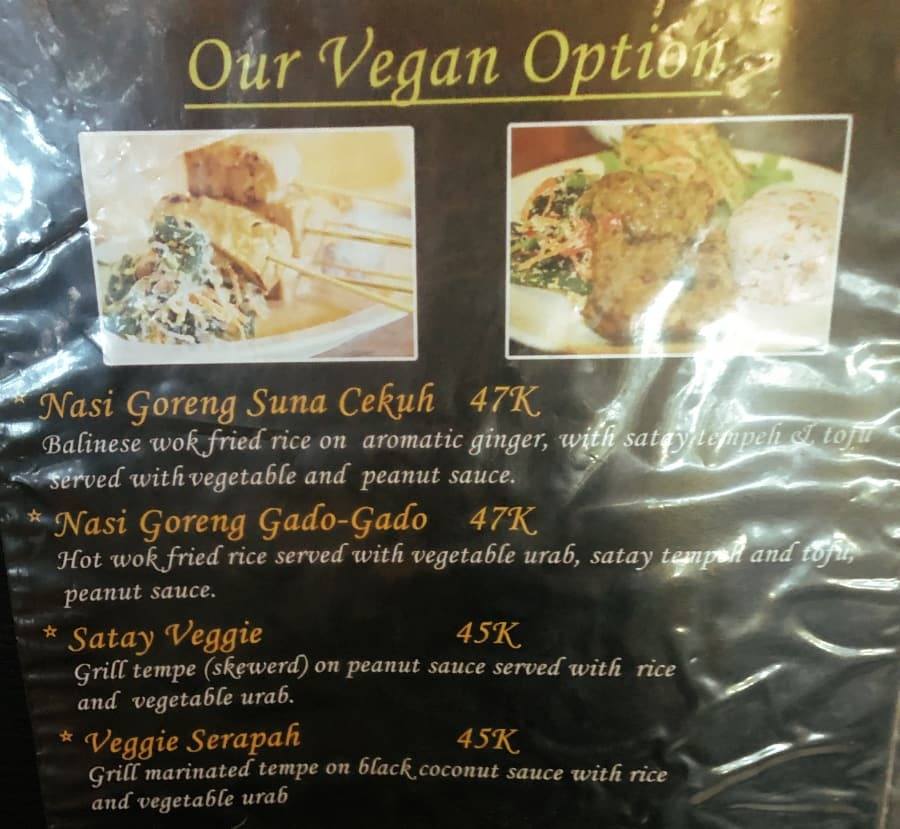 Our Vegan Option
* Nasi Goreng Suna Cekuh 47K
Balinese wok fried rice on aromatic ginger, with satay tempeh & tofu
served with vegetable and peanut sauce.
* Nasi Goreng Gado-Gado 47K
Hot wok fried rice served with vegetable urab, satay tempeh and tofu,
peanut sauce.
* Satay Veggie 45K
Grill tempe (skewerd) on peanut sauce served with rice
and vegetable urab.
* Veggie Serapah 45K
Grill marinated tempe on black coconut sauce with rice
and vegetable urab